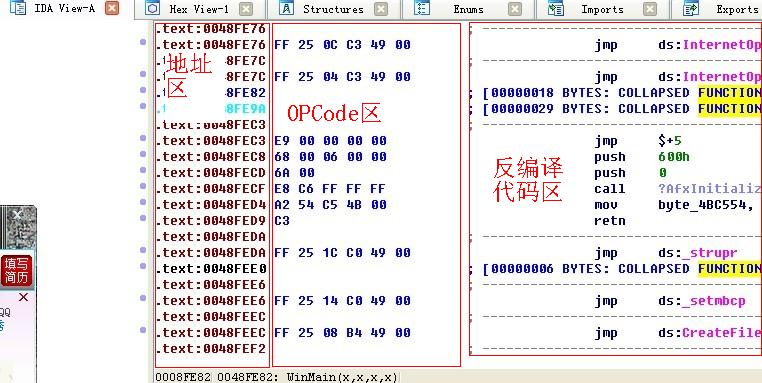 IDA View-A Hex View-1 Structures Enums Imports Exports
.text:0048FE76
.text:0048FE76 FF 25 0C C3 49 00 jmp ds:InternetOp
8FE7C
8FE7C FF 25 04 C3 49 00 jmp ds:InternetOp
8FE82 ; [00000018 BYTES: COLLAPSED FUNCTION
8FE9A ; [00000029 BYTES: COLLAPSED FUNCTION
地址区
OPCode区
.text:0048FEC3
.text:0048FEC3 E9 00 00 00 00 jmp $+5
.text:0048FEC8 68 00 06 00 00 push 600h
.text:0048FECD 6A 00 push 0
.text:0048FECF E8 C6 FF FF FF call ?AfxInitializ
.text:0048FED4 A2 54 C5 4B 00 mov byte_4BC554,
.text:0048FED9 C3 retn
反编译
代码区
.text:0048FEDA
.text:0048FEDA FF 25 1C C0 49 00 jmp ds:_strupr
.text:0048FEE0 ; [00000006 BYTES: COLLAPSED FUNCTION
.text:0048FEE6
.text:0048FEE6 FF 25 14 C0 49 00 jmp ds:_setmbcp
.text:0048FEEC
.text:0048FEEC FF 25 08 B4 49 00 jmp ds:CreateFile
.text:0048FEF2
0008FE82 0048FE82: WinMain(x,x,x,x)
填写
简历
QQ